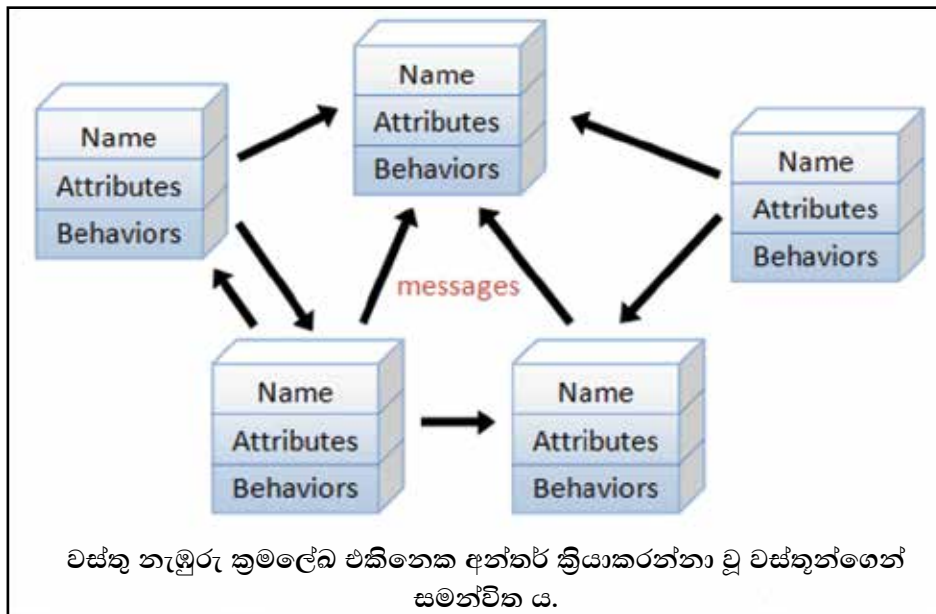 Name
Attributes
Behaviors
Name
Attributes
Behaviors
Name
Attributes
Behaviors
messages
Name
Attributes
Behaviors
Name
Attributes
Behaviors
වස්තු නැඹුරු ක්‍රමලේඛ එකිනෙක අන්තර් ක්‍රියාකරන්නා වූ වස්තූන්ගෙන්
සමන්විත ය.